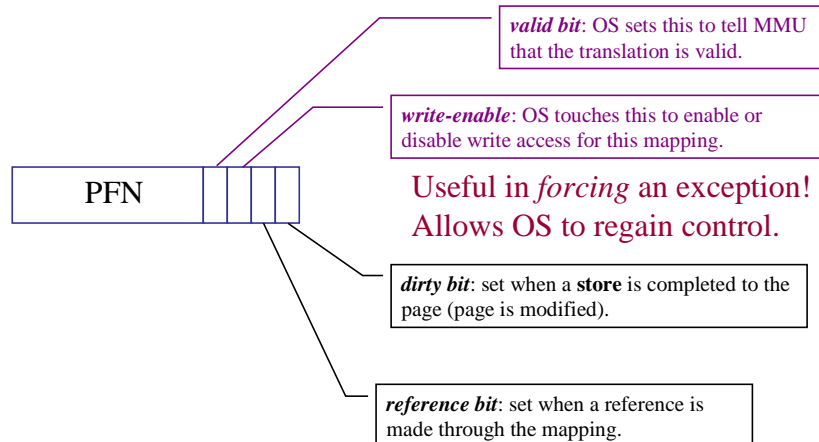 valid bit: OS sets this to tell MMU
that the translation is valid.
write-enable: OS touches this to enable or
disable write access for this mapping.
PFN
Useful in forcing an exception!
Allows OS to regain control.
dirty bit: set when a store is completed to the
page (page is modified).
reference bit: set when a reference is
made through the mapping.